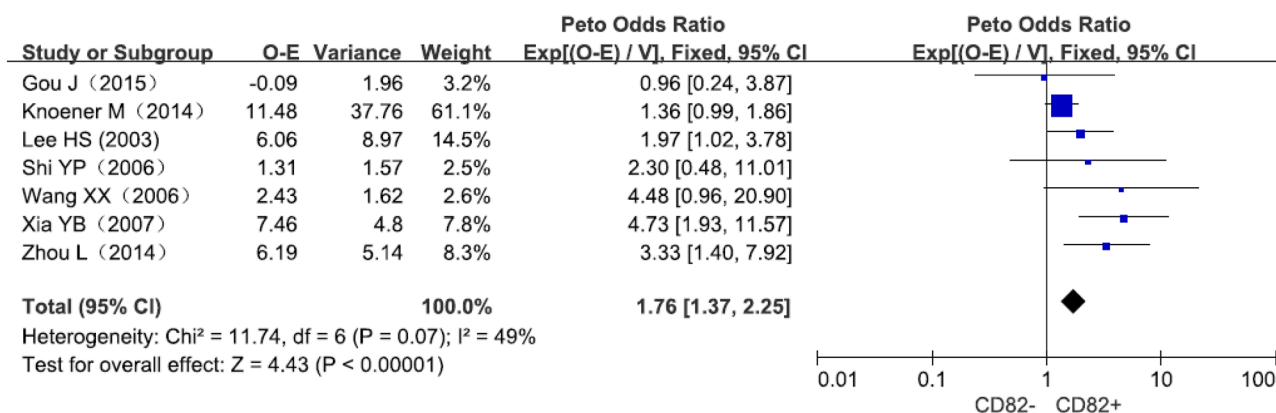 Peto Odds Ratio Peto Odds Ratio
Study or Subgroup O-E Variance Weight Exp[(O-E) / V], Fixed, 95% CI Exp[(O-E) / V], Fixed, 95% CI
Gou J（2015） -0.09 1.96 3.2% 0.96 [0.24, 3.87]
Knoener M（2014） 11.48 37.76 61.1% 1.36 [0.99, 1.86]
Lee HS (2003) 6.06 8.97 14.5% 1.97 [1.02, 3.78]
Shi YP（2006） 1.31 1.57 2.5% 2.30 [0.48, 11.01]
Wang XX（2006） 2.43 1.62 2.6% 4.48 [0.96, 20.90]
Xia YB（2007） 7.46 4.8 7.8% 4.73 [1.93, 11.57]
Zhou L（2014） 6.19 5.14 8.3% 3.33 [1.40, 7.92]
Total (95% CI) 100.0% 1.76 [1.37, 2.25]
Heterogeneity: Chi² = 11.74, df = 6 (P = 0.07); I² = 49%
Test for overall effect: Z = 4.43 (P < 0.00001)
0.01 0.1 1 10 100
CD82- CD82+